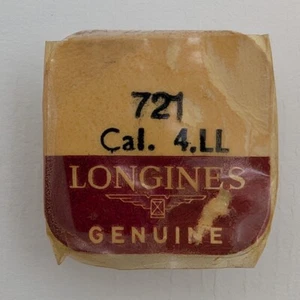 721
Cal. 4.LL
LONGINES
GENUINE